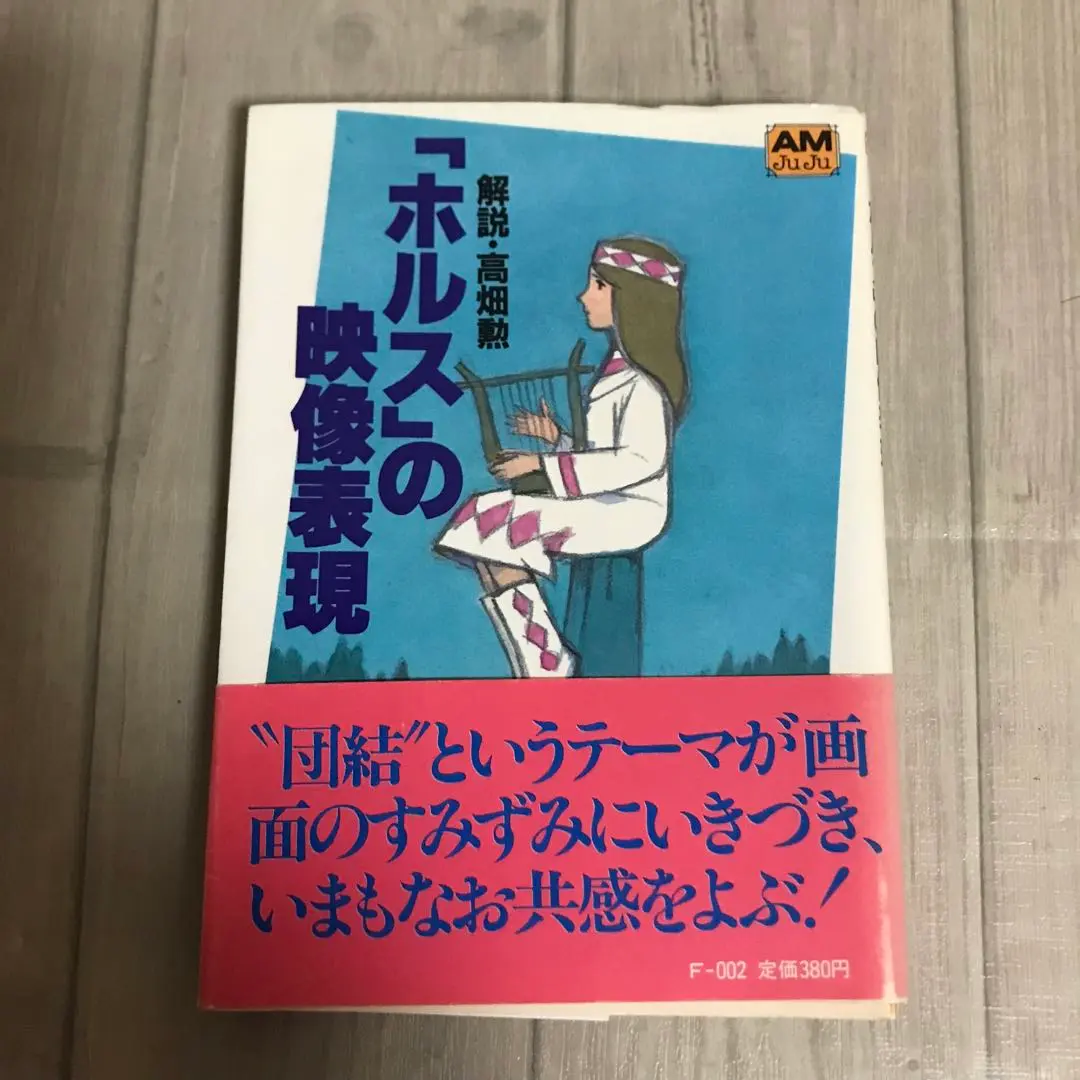 AM
JuJu
解説・高畑勲
「ホルス」の
映像表現
〝団結〟というテーマが画
面のすみずみにいきづき、
いまもなお共感をよぶ!
F-002 定価380円